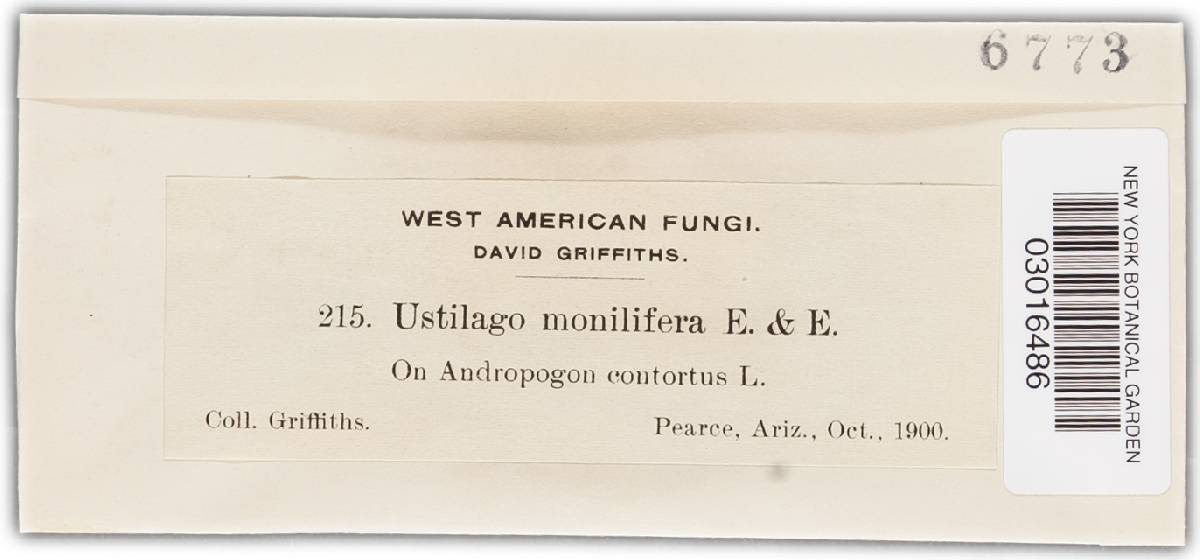 6773
WEST AMERICAN FUNGI.
DAVID GRIFFITHS.
215. Ustilago monilifera E. & E.
On Andropogon contortus L.
Coll. Griffiths.
Pearce, Ariz., Oct., 1900.
NEW YORK BOTANICAL GARDEN
03016486